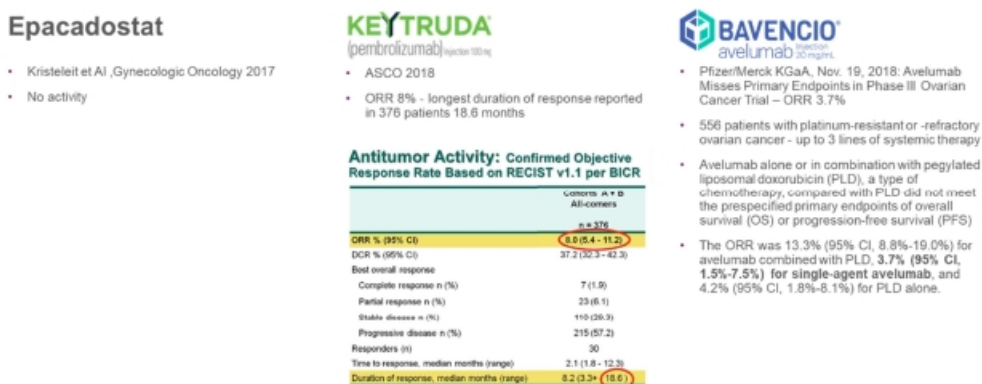 Epacadostat
• Kristeleit et Al ,Gynecologic Oncology 2017
• No activity
KEYTRUDA®
(pembrolizumab) Injection 100 mg
• ASCO 2018
• ORR 8% - longest duration of response reported
in 376 patients 18.6 months
Antitumor Activity: Confirmed Objective
Response Rate Based on RECIST v1.1 per BICR
Cohorts A + B
All-comers
n = 376
ORR % (95% CI) 8.0 (5.4 - 11.2)
DCR % (95% CI) 37.2 (32.3 - 42.3)
Best overall response
Complete response n (%) 7 (1.9)
Partial response n (%) 23 (6.1)
Stable disease n (%) 110 (29.3)
Progressive disease n (%) 215 (57.2)
Responders (n) 30
Time to response, median months (range) 2.1 (1.8 - 12.3)
Duration of response, median months (range) 8.2 (3.3+ 18.6 )
BAVENCIO®
avelumab injection
20 mg/mL
• Pfizer/Merck KGaA, Nov. 19, 2018: Avelumab
Misses Primary Endpoints in Phase III Ovarian
Cancer Trial – ORR 3.7%
• 556 patients with platinum-resistant or -refractory
ovarian cancer - up to 3 lines of systemic therapy
• Avelumab alone or in combination with pegylated
liposomal doxorubicin (PLD), a type of
chemotherapy, compared with PLD did not meet
the prespecified primary endpoints of overall
survival (OS) or progression-free survival (PFS)
• The ORR was 13.3% (95% CI, 8.8%-19.0%) for
avelumab combined with PLD, 3.7% (95% CI,
1.5%-7.5%) for single-agent avelumab, and
4.2% (95% CI, 1.8%-8.1%) for PLD alone.